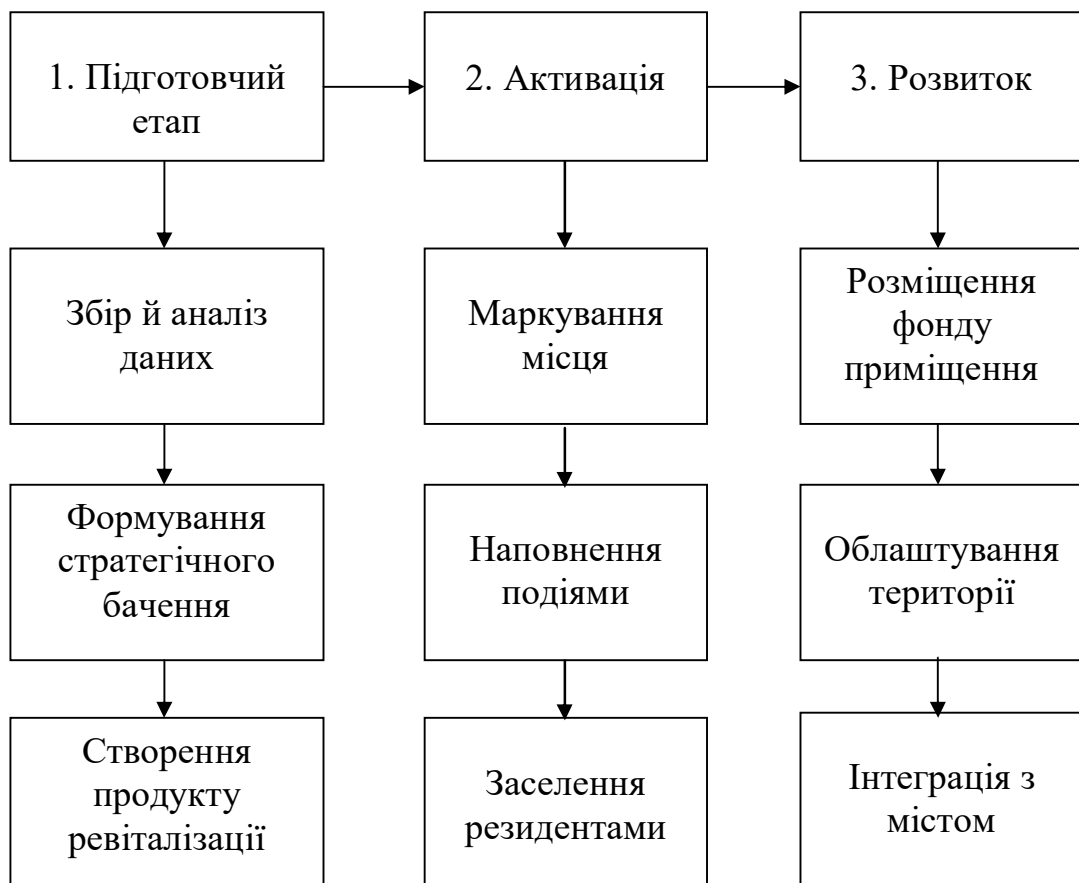 1. Підготовчий
етап
2. Активація
3. Розвиток
Збір й аналіз
даних
Маркування
місця
Розміщення
фонду
приміщення
Формування
стратегічного
бачення
Наповнення
подіями
Облаштування
території
Створення
продукту
ревіталізації
Заселення
резидентами
Інтеграція з
містом